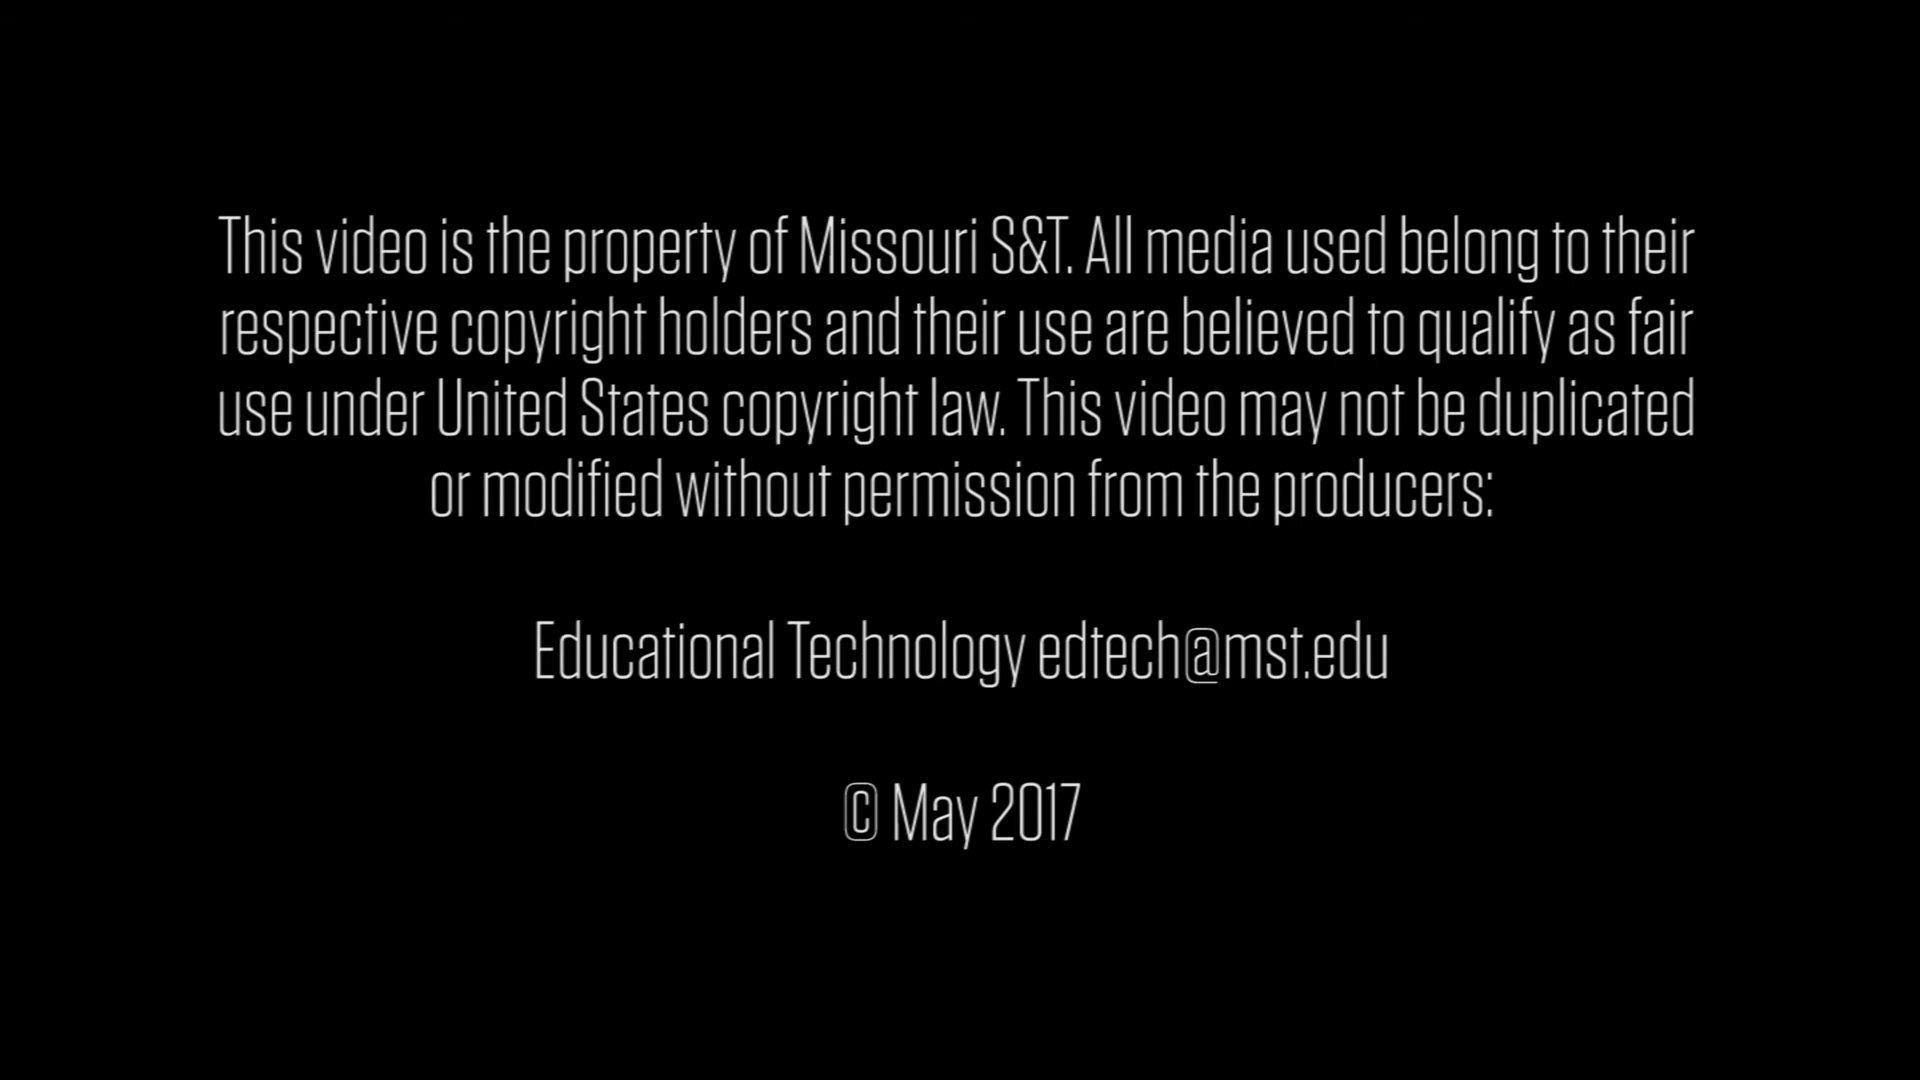 This video is the property of Missouri S&T. All media used belong to their
respective copyright holders and their use are believed to qualify as fair
use under United States copyright law. This video may not be duplicated
or modified without permission from the producers:
Educational Technology edtech@mst.edu
© May 2017